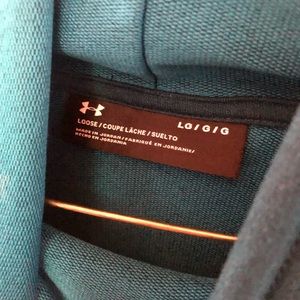 LG / G / G
LOOSE / COUPE LÂCHE / SUELTO
MADE IN JORDAN / FABRIQUÉ EN JORDANIE /
HECHO EN JORDANIA